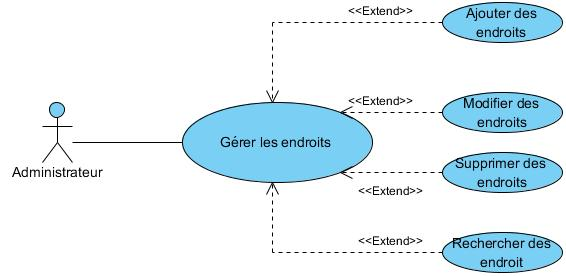 <<Extend>>
Ajouter des
endroits
<<Extend>>
Modifier des
endroits
Gérer les endroits
Administrateur
Supprimer des
endroits
<<Extend>>
<<Extend>>
Rechercher des
endroit